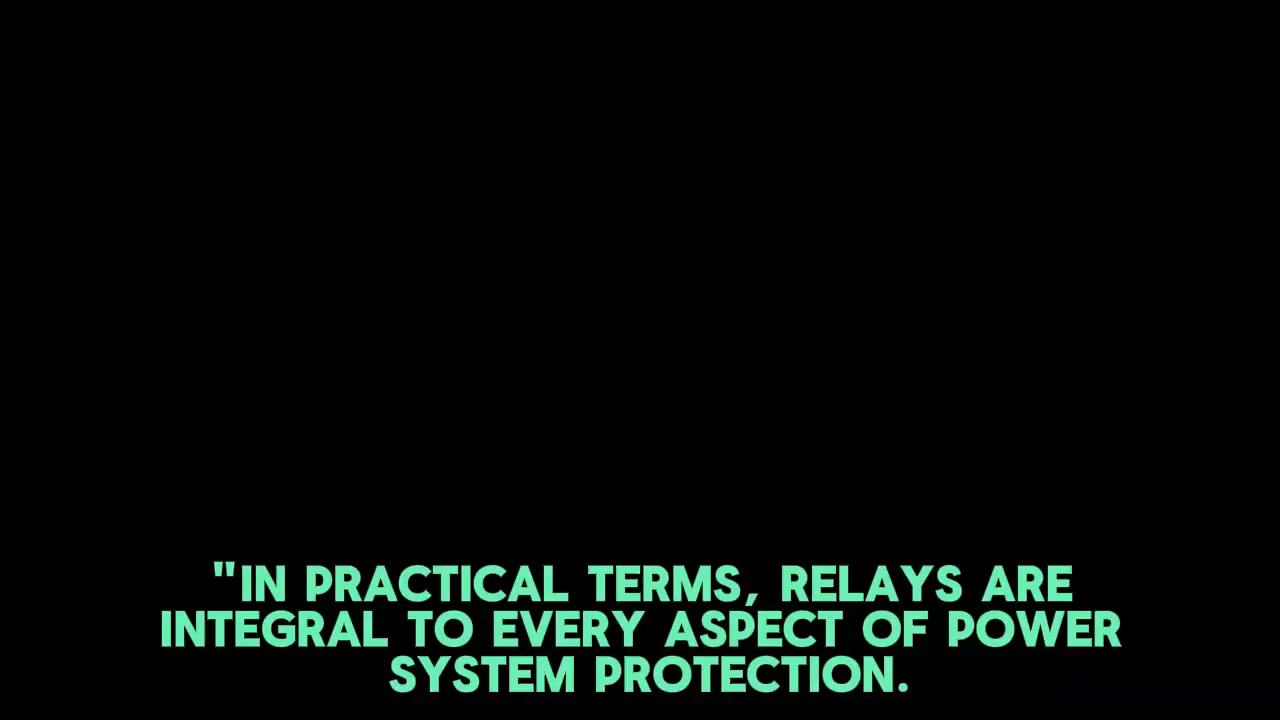 "IN PRACTICAL TERMS, RELAYS ARE
INTEGRAL TO EVERY ASPECT OF POWER
SYSTEM PROTECTION.